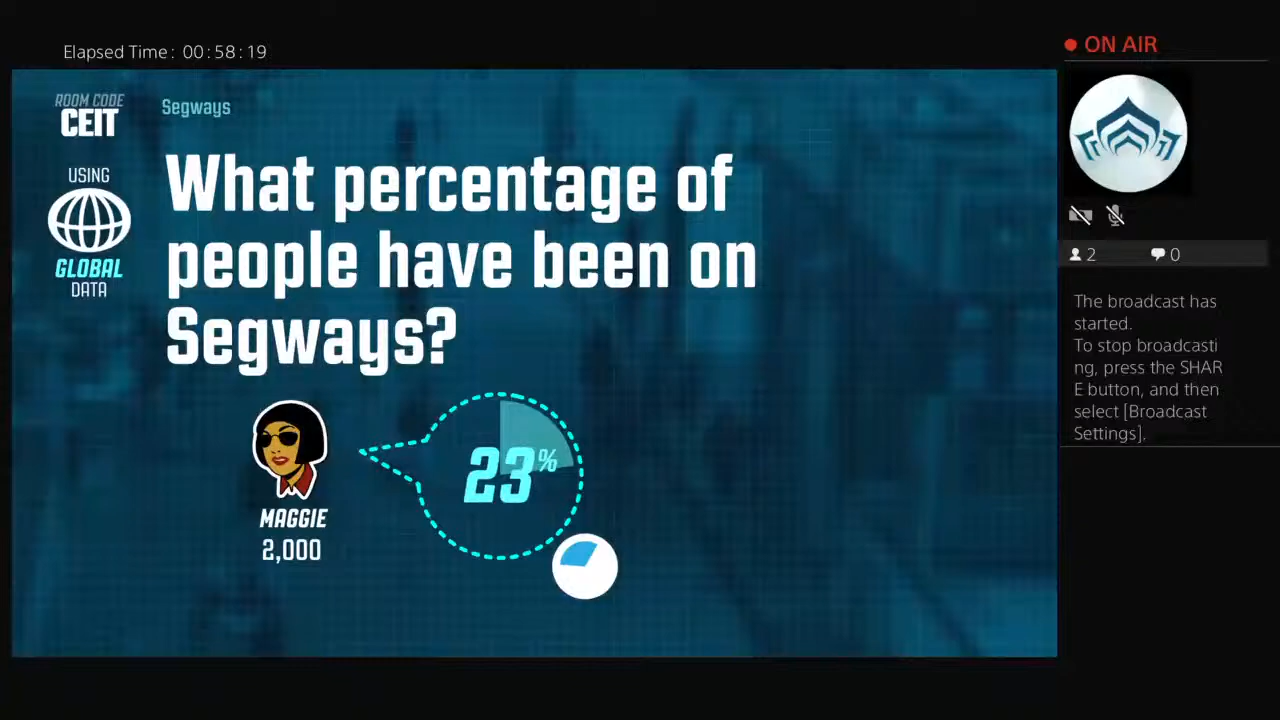 Elapsed Time: 00:58:19
ON AIR
ROOM CODE
CEIT
Segways
USING
GLOBAL
DATA
What percentage of
people have been on
Segways?
23%
MAGGIE
2,000
2
0
The broadcast has
started.
To stop broadcasti
ng, press the SHAR
E button, and then
select [Broadcast
Settings].